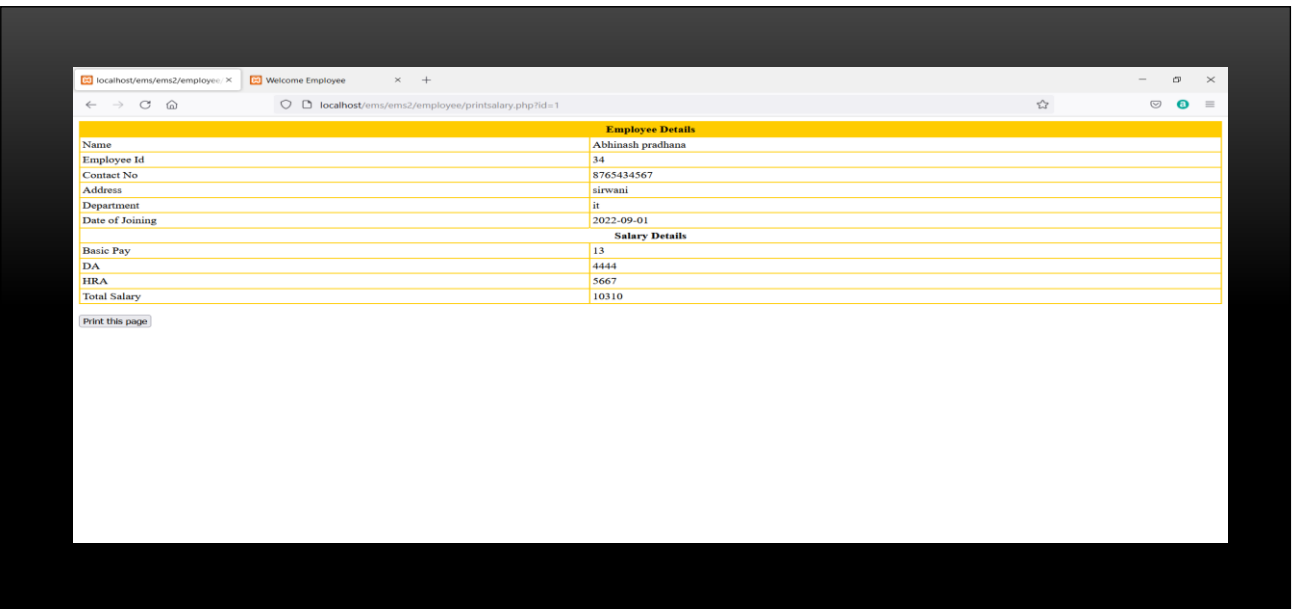 localhost/ems/ems2/employee/ Welcome Employee
localhost/ems/ems2/employee/printsalary.php?id=1
Employee Details
Name Abhinash pradhana
Employee Id 34
Contact No 8765434567
Address sirwani
Department it
Date of Joining 2022-09-01
Salary Details
Basic Pay 13
DA 4444
HRA 5667
Total Salary 10310
Print this page